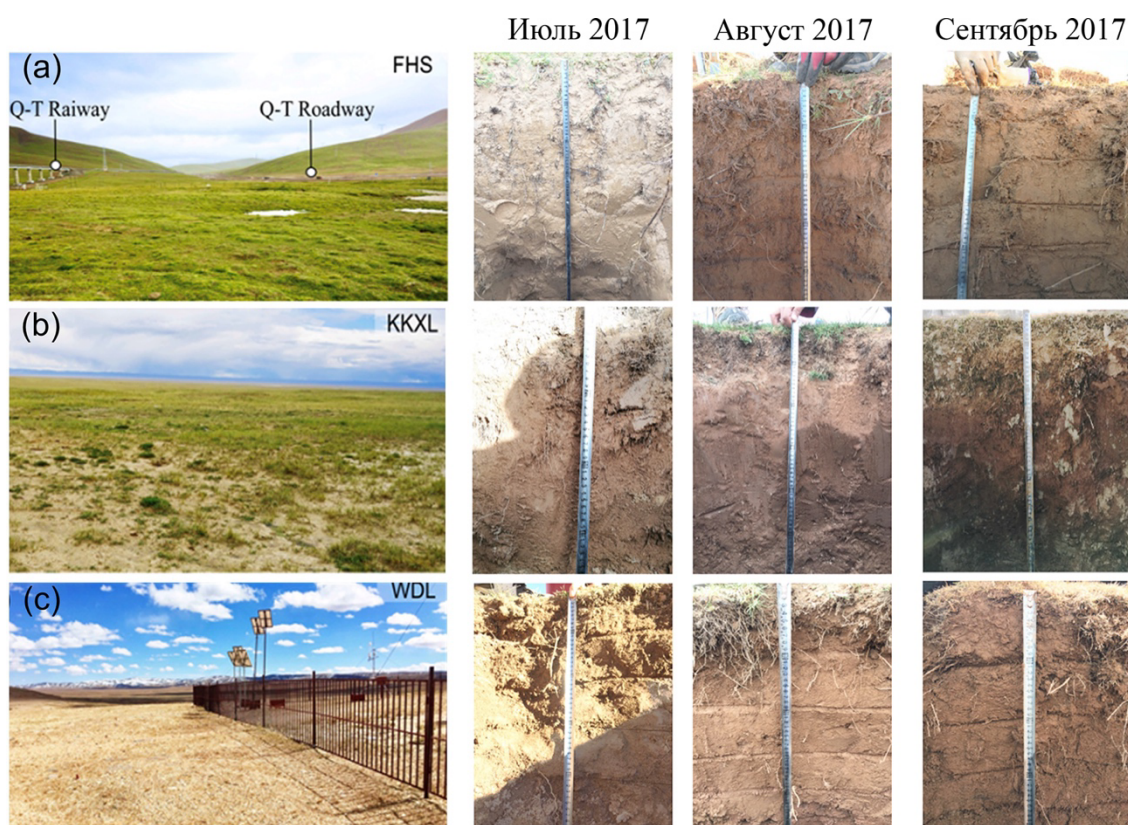 Июль 2017 Август 2017 Сентябрь 2017
(a) FHS
Q-T Raiway Q-T Roadway
(b) KKXL
(c) WDL